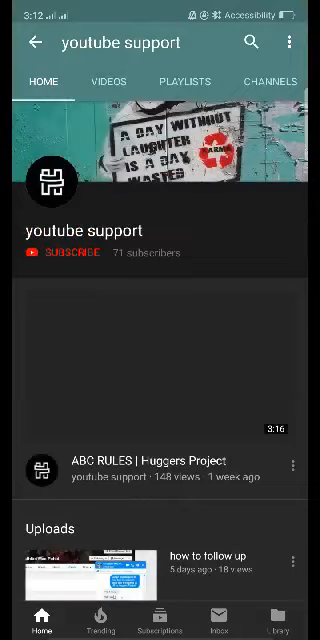 3:12
Accessibility
youtube support
HOME
VIDEOS
PLAYLISTS
CHANNELS
A DAY WITHOUT
LAUGHTER
IS A DAY
WASTED
KARMA
youtube support
SUBSCRIBE
71 subscribers
3:16
ABC RULES | Huggers Project
youtube support · 148 views · 1 week ago
Uploads
how to follow up
5 days ago · 18 views
Home
Trending
Subscriptions
Inbox
Library